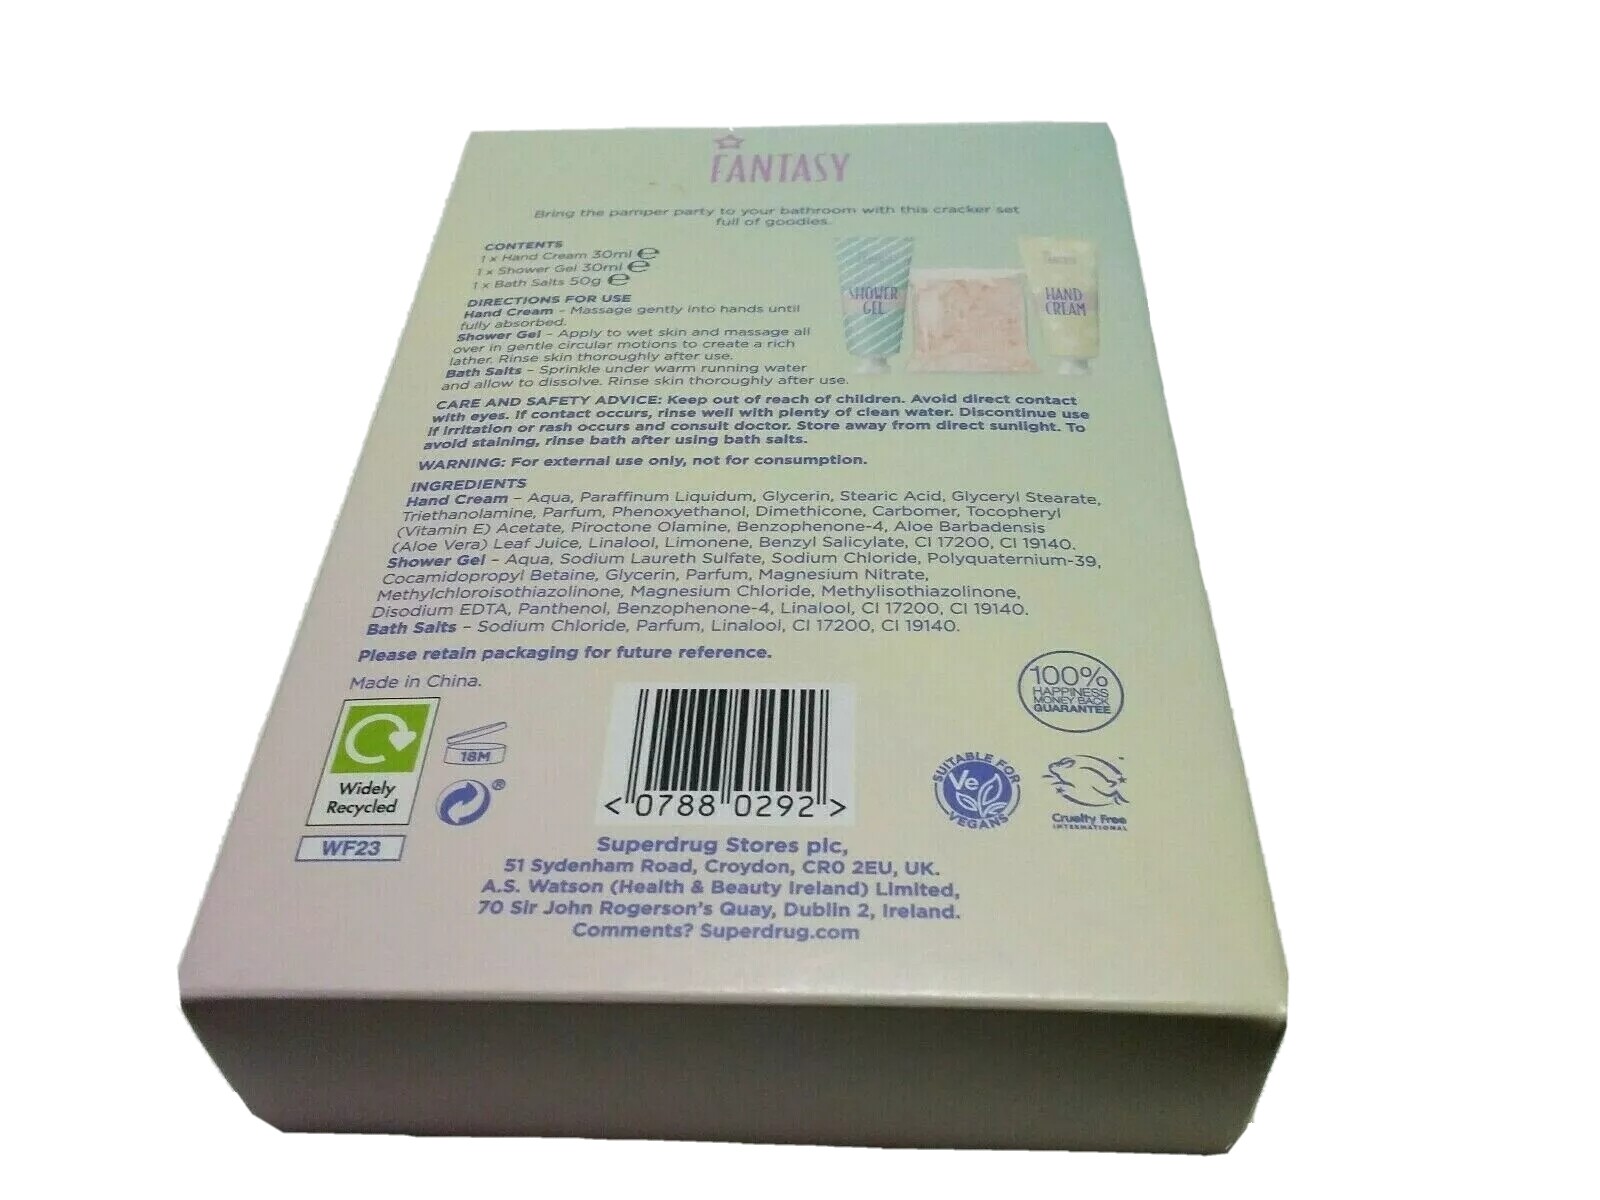 FANTASY
Bring the pamper party to your bathroom with this cracker set
full of goodies.
CONTENTS
1 x Hand Cream 30ml ℮
1 x Shower Gel 30ml ℮
1 x Bath Salts 50g ℮
DIRECTIONS FOR USE
Hand Cream – Massage gently into hands until
fully absorbed.
Shower Gel – Apply to wet skin and massage all
over in gentle circular motions to create a rich
lather. Rinse skin thoroughly after use.
Bath Salts – Sprinkle under warm running water
and allow to dissolve. Rinse skin thoroughly after use.
SHOWER
GEL
HAND
CREAM
CARE AND SAFETY ADVICE: Keep out of reach of children. Avoid direct contact
with eyes. If contact occurs, rinse well with plenty of clean water. Discontinue use
if irritation or rash occurs and consult doctor. Store away from direct sunlight. To
avoid staining, rinse bath after using bath salts.
WARNING: For external use only, not for consumption.
INGREDIENTS
Hand Cream – Aqua, Paraffinum Liquidum, Glycerin, Stearic Acid, Glyceryl Stearate,
Triethanolamine, Parfum, Phenoxyethanol, Dimethicone, Carbomer, Tocopheryl
(Vitamin E) Acetate, Piroctone Olamine, Benzophenone-4, Aloe Barbadensis
(Aloe Vera) Leaf Juice, Linalool, Limonene, Benzyl Salicylate, CI 17200, CI 19140.
Shower Gel – Aqua, Sodium Laureth Sulfate, Sodium Chloride, Polyquaternium-39,
Cocamidopropyl Betaine, Glycerin, Parfum, Magnesium Nitrate,
Methylchloroisothiazolinone, Magnesium Chloride, Methylisothiazolinone,
Disodium EDTA, Panthenol, Benzophenone-4, Linalool, CI 17200, CI 19140.
Bath Salts – Sodium Chloride, Parfum, Linalool, CI 17200, CI 19140.
Please retain packaging for future reference.
Made in China.
100%
HAPPINESS
MONEY BACK
GUARANTEE
Widely
Recycled
18M
®
WF23
<0788 0292>
SUITABLE FOR
Ve
VEGANS
Cruelty Free
INTERNATIONAL
Superdrug Stores plc,
51 Sydenham Road, Croydon, CR0 2EU, UK.
A.S. Watson (Health & Beauty Ireland) Limited,
70 Sir John Rogerson's Quay, Dublin 2, Ireland.
Comments? Superdrug.com